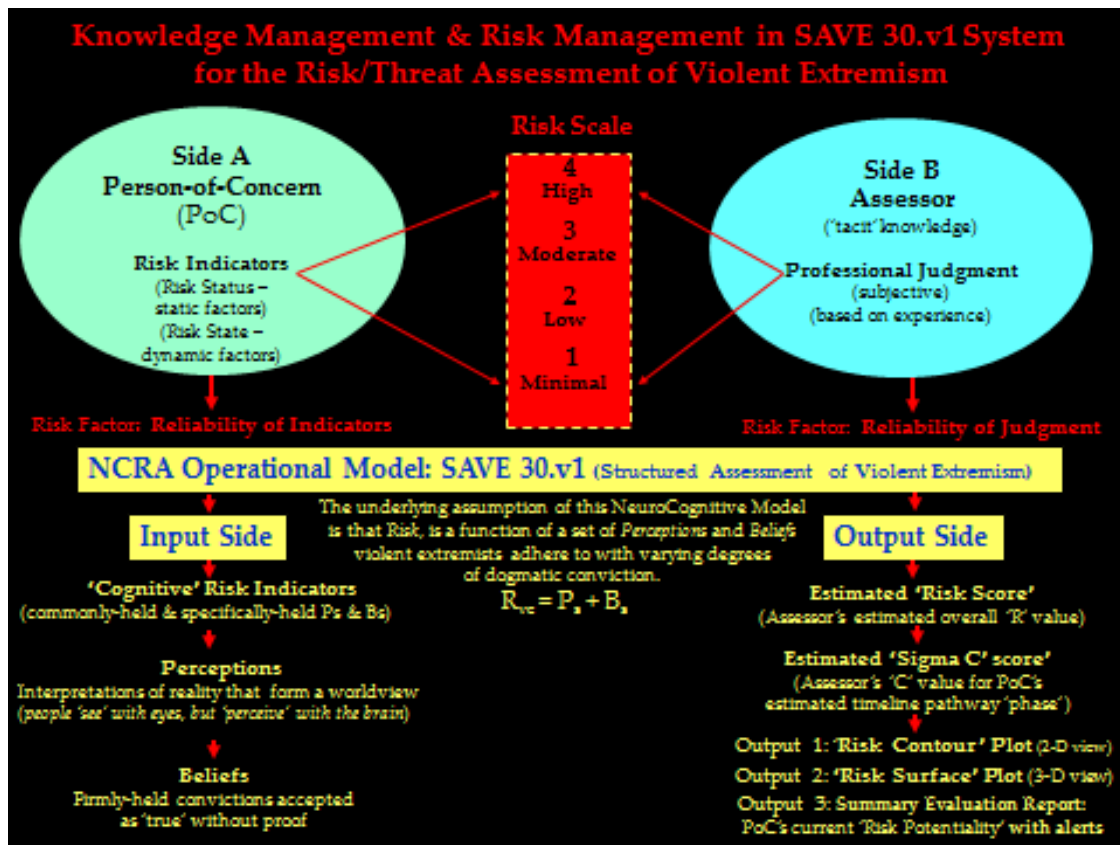 Knowledge Management & Risk Management in SAVE 30.v1 System
for the Risk/Threat Assessment of Violent Extremism
Side A
Person-of-Concern
(PoC)
Risk Indicators
(Risk Status –
static factors)
(Risk State –
dynamic factors)
Risk Scale
4
High
3
Moderate
2
Low
1
Minimal
Side B
Assessor
('tacit' knowledge)
Professional Judgment
(subjective)
(based on experience)
Risk Factor: Reliability of Indicators
Risk Factor: Reliability of Judgment
NCRA Operational Model: SAVE 30.v1 (Structured Assessment of Violent Extremism)
The underlying assumption of this NeuroCognitive Model
is that Risk, is a function of a set of Perceptions and Beliefs
violent extremists adhere to with varying degrees
of dogmatic conviction.
Input Side
'Cognitive' Risk Indicators
(commonly-held & specifically-held Ps & Bs)
Perceptions
Interpretations of reality that form a worldview
(people 'see' with eyes, but 'perceive' with the brain)
Beliefs
Firmly-held convictions accepted
as 'true' without proof
Output Side
Estimated 'Risk Score'
(Assessor's estimated overall 'R' value)
Estimated 'Sigma C' score'
(Assessor's 'C' value for PoC's
estimated timeline pathway 'phase')
Output 1: 'Risk Contour' Plot (2-D view)
Output 2: 'Risk Surface' Plot (3-D view)
Output 3: Summary Evaluation Report:
PoC's current 'Risk Potentiality' with alerts